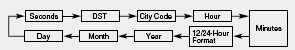 Seconds DST City Code Hour
Minutes
Day Month Year 12/24-Hour
Format